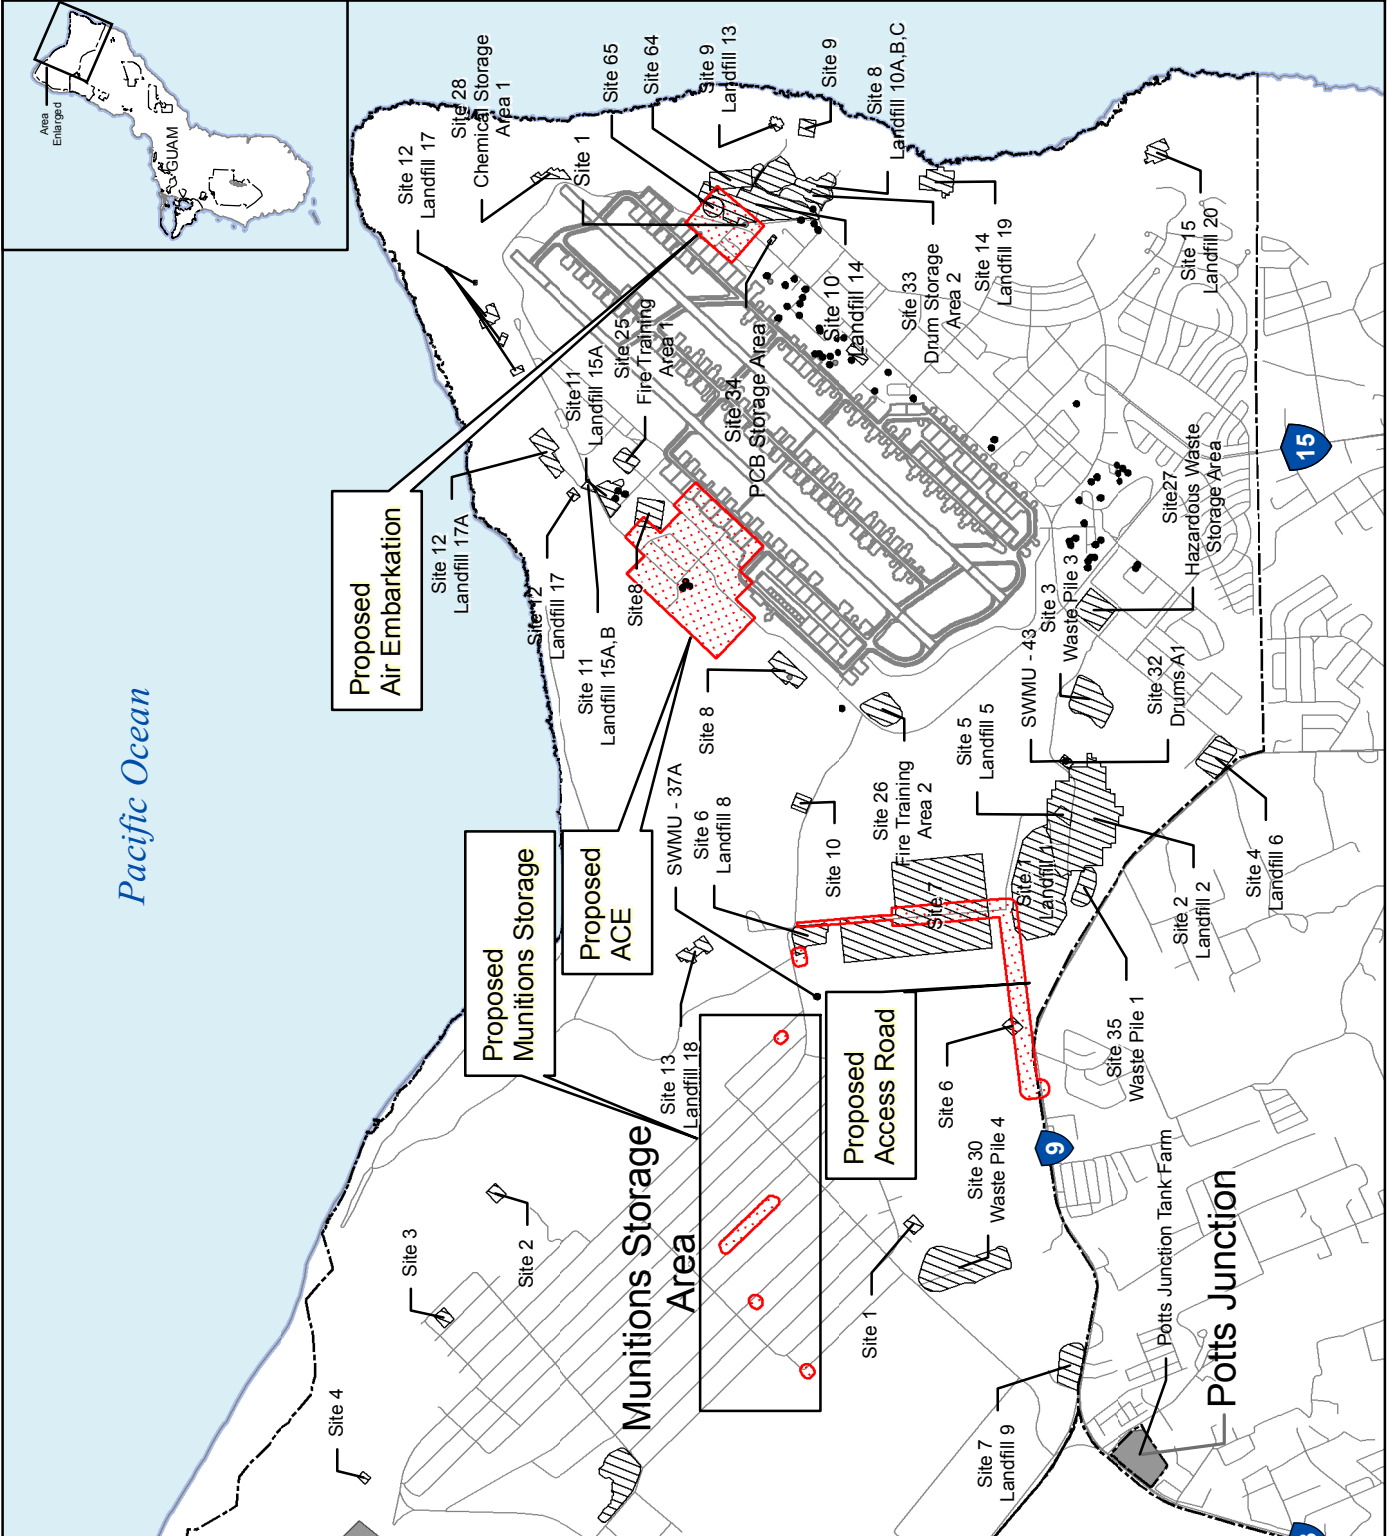 Area
Enlarged
GUAM
Pacific Ocean
Site 12
Landfill 17
Site 28
Chemical Storage
Area 1
Site 1
Site 65
Site 64
Site 9
Landfill 13
Site 9
Site 8
Landfill 10A,B,C
Proposed
Air Embarkation
Site 12
Landfill 17A
Site11
Landfill 15A
Site 25
Fire Training
Area 1
Site 34
PCB Storage Area
Site 10
Landfill 14
Site 33
Drum Storage
Area 2
Site 14
Landfill 19
Site 15
Landfill 20
15
Site 12
Landfill 17
Site 11
Landfill 15A,B
Site8
Site 8
Site 3
Waste Pile 3
Site27
Hazardous Waste
Storage Area
SWMU - 43
Site 32
Drums A1
Site 5
Landfill 5
Site 26
Fire Training
Area 2
Site 10
SWMU - 37A
Site 6
Landfill 8
Proposed
ACE
Proposed
Munitions Storage
Site 7
Site 1
Landfill 1
Site 4
Landfill 6
Site 2
Landfill 2
Site 35
Waste Pile 1
Site 13
Landfill 18
Proposed
Access Road
Site 6
9
Site 30
Waste Pile 4
Site 1
Munitions Storage
Area
Site 3
Site 2
Site 4
Potts Junction Tank Farm
Potts Junction
Site 7
Landfill 9